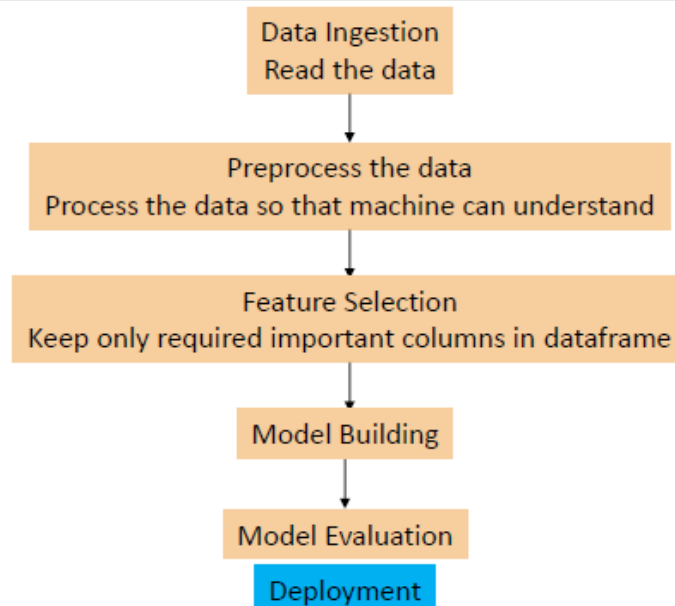 Data Ingestion
Read the data
Preprocess the data
Process the data so that machine can understand
Feature Selection
Keep only required important columns in dataframe
Model Building
Model Evaluation
Deployment